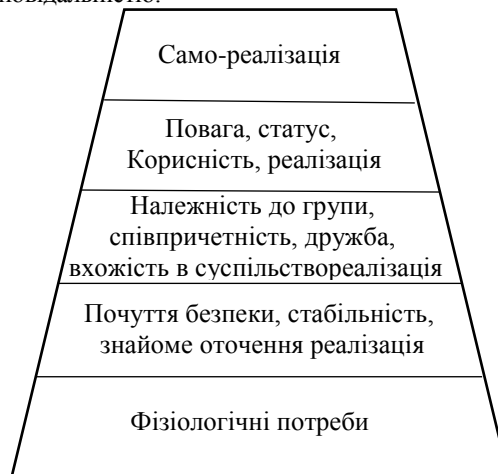 Само-реалізація
Повага, статус,
Корисність, реалізація
Належність до групи,
співпричетність, дружба,
вхожість в суспільствореалізація
Почуття безпеки, стабільність,
знайоме оточення реалізація
Фізіологічні потреби